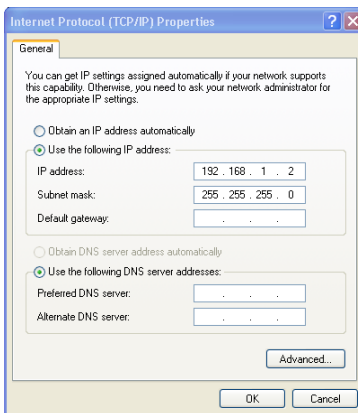 Internet Protocol (TCP/IP) Properties
General
You can get IP settings assigned automatically if your network supports
this capability. Otherwise, you need to ask your network administrator for
the appropriate IP settings.
Obtain an IP address automatically
Use the following IP address:
IP address: 192 . 168 . 1 . 2
Subnet mask: 255 . 255 . 255 . 0
Default gateway: . . .
Obtain DNS server address automatically
Use the following DNS server addresses:
Preferred DNS server: . . .
Alternate DNS server: . . .
Advanced...
OK Cancel